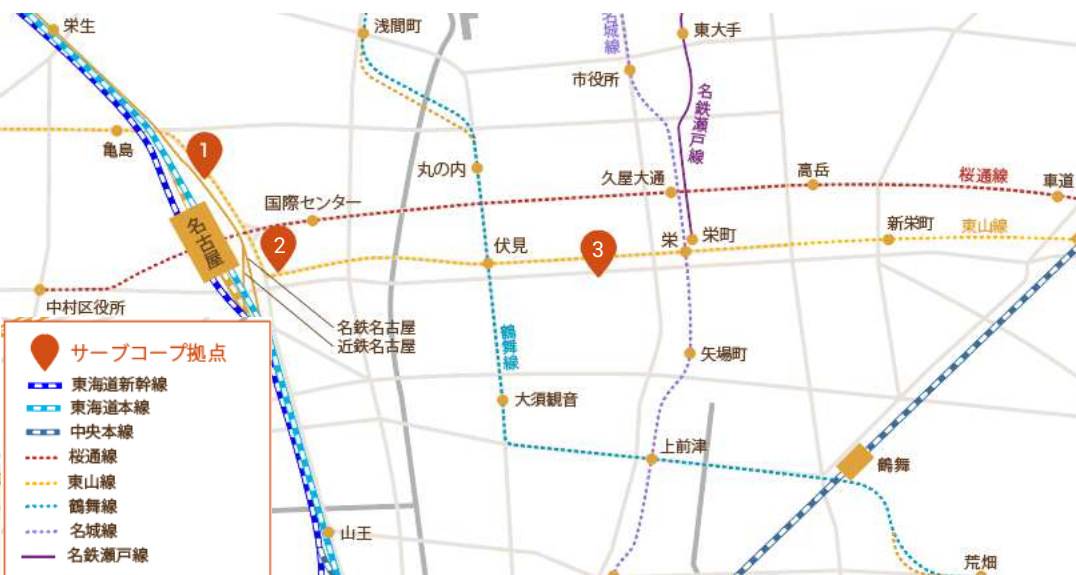 栄生
浅間町
名城線
東大手
市役所
名鉄瀬戸線
亀島
1
丸の内
久屋大通
高岳
桜通線
車道
国際センター
名古屋
2
伏見
3
栄
栄町
新栄町
東山線
中村区役所
名鉄名古屋
近鉄名古屋
鶴舞線
矢場町
大須観音
上前津
鶴舞
山王
荒畑
サーブコープ拠点
東海道新幹線
東海道本線
中央本線
桜通線
東山線
鶴舞線
名城線
名鉄瀬戸線